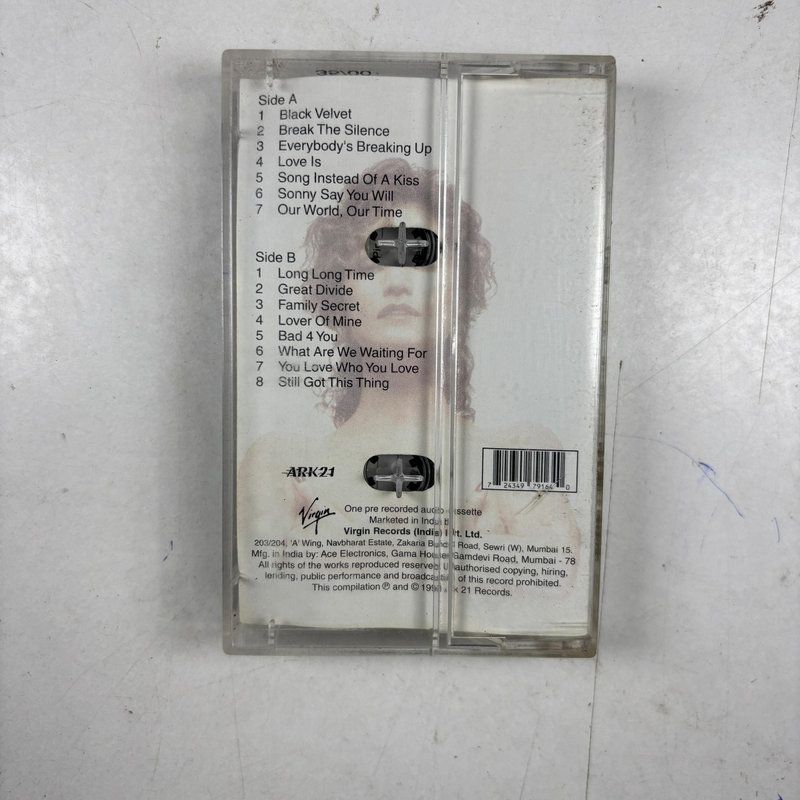 Side A
1 Black Velvet
2 Break The Silence
3 Everybody's Breaking Up
4 Love Is
5 Song Instead Of A Kiss
6 Sonny Say You Will
7 Our World, Our Time
Side B
1 Long Long Time
2 Great Divide
3 Family Secret
4 Lover Of Mine
5 Bad 4 You
6 What Are We Waiting For
7 You Love Who You Love
8 Still Got This Thing
ARK21
7 24349 79164 0
Virgin
One pre recorded audio cassette
Marketed in India
Virgin Records (India) Pvt. Ltd.
203/204, 'A' Wing, Navbharat Estate, Zakaria Road, Sewri (W), Mumbai 15.
Mfg. in India by: Ace Electronics, Gama House Gamdevi Road, Mumbai - 78
All rights of the works reproduced reserved. Unauthorised copying, hiring,
lending, public performance and broadcasting of this record prohibited.
This compilation ℗ and © 21 Records.